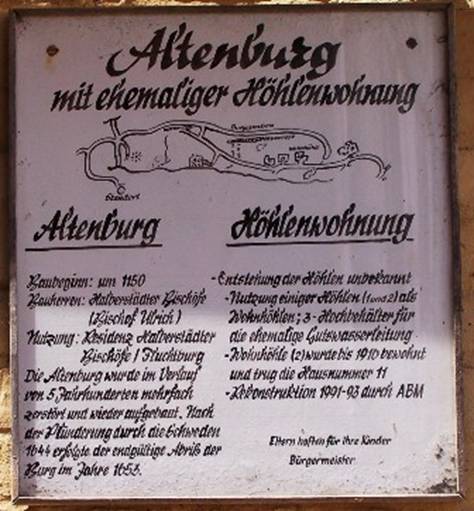 Altenburg
mit ehemaliger Höhlenwohnung
Standort
Altenburg
Baubeginn: um 1150
Bauherren: Halberstädter Bischöfe
(Bischof Ulrich)
Nutzung: Residenz Halberstädter
Bischöfe / Fluchtburg
Die Altenburg wurde im Verlauf
von 5 Jahrhunderten mehrfach
zerstört und wieder aufgebaut. Nach
der Plünderung durch die Schweden
1644 erfolgte der endgültige Abriß der
Burg im Jahre 1653.
Höhlenwohnung
-Entstehung der Höhlen unbekannt
-Nutzung einiger Höhlen (1 und 2) als
Wohnhöhlen; 3-Hochbehälter für
die ehemalige Gutswasserleitung
-Wohnhöhle (2) wurde bis 1910 bewohnt
und trug die Hausnummer 11
-Rekonstruktion 1991-93 durch ABM
Eltern haften für ihre Kinder
Bürgermeister